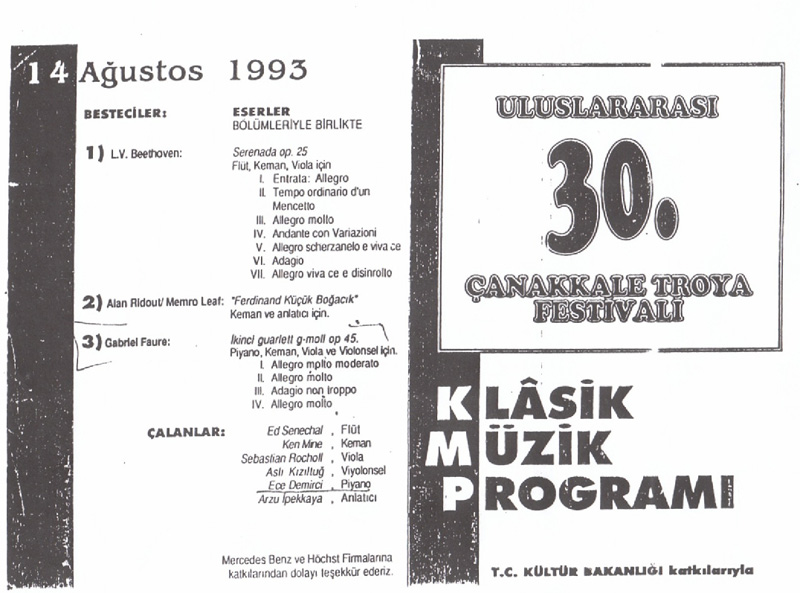 14 Ağustos 1993
BESTECİLER:
ESERLER
BÖLÜMLERİYLE BİRLİKTE
1) L.V. Beethoven:
Serenada op. 25
Flüt, Keman, Viola için
I. Entrata: Allegro
II. Tempo ordinario d'un
Mencetto
III. Allegro molto
IV. Andante con Variazioni
V. Allegro scherzanelo e viva ce
VI. Adagio
VII. Allegro viva ce e disinrollo
2) Alan Ridoul/ Memro Leaf:
"Ferdinand Küçük Boğacık"
Keman ve anlatıcı için.
3) Gabriel Faure:
İkinci guarlett g-moll op 45.
Piyano, Keman, Viola ve Violonsel için.
I. Allegro molto moderato
II. Allegro molto
III. Adagio non troppo
IV. Allegro molto
ÇALANLAR:
Ed Senechal , Flüt
Ken Mine , Keman
Sebastian Rocholl , Viola
Aslı Kızıltuğ , Viyolonsel
Ece Demirci , Piyano
Arzu İpekkaya , Anlatıcı
Mercedes Benz ve Höchst Firmalarına
katkılarından dolayı teşekkür ederiz.
ULUSLARARASI
30.
ÇANAKKALE TROYA
FESTİVALİ
KLÂSİK
MÜZİK
PROGRAMI
T.C. KÜLTÜR BAKANLIĞI katkılarıyla